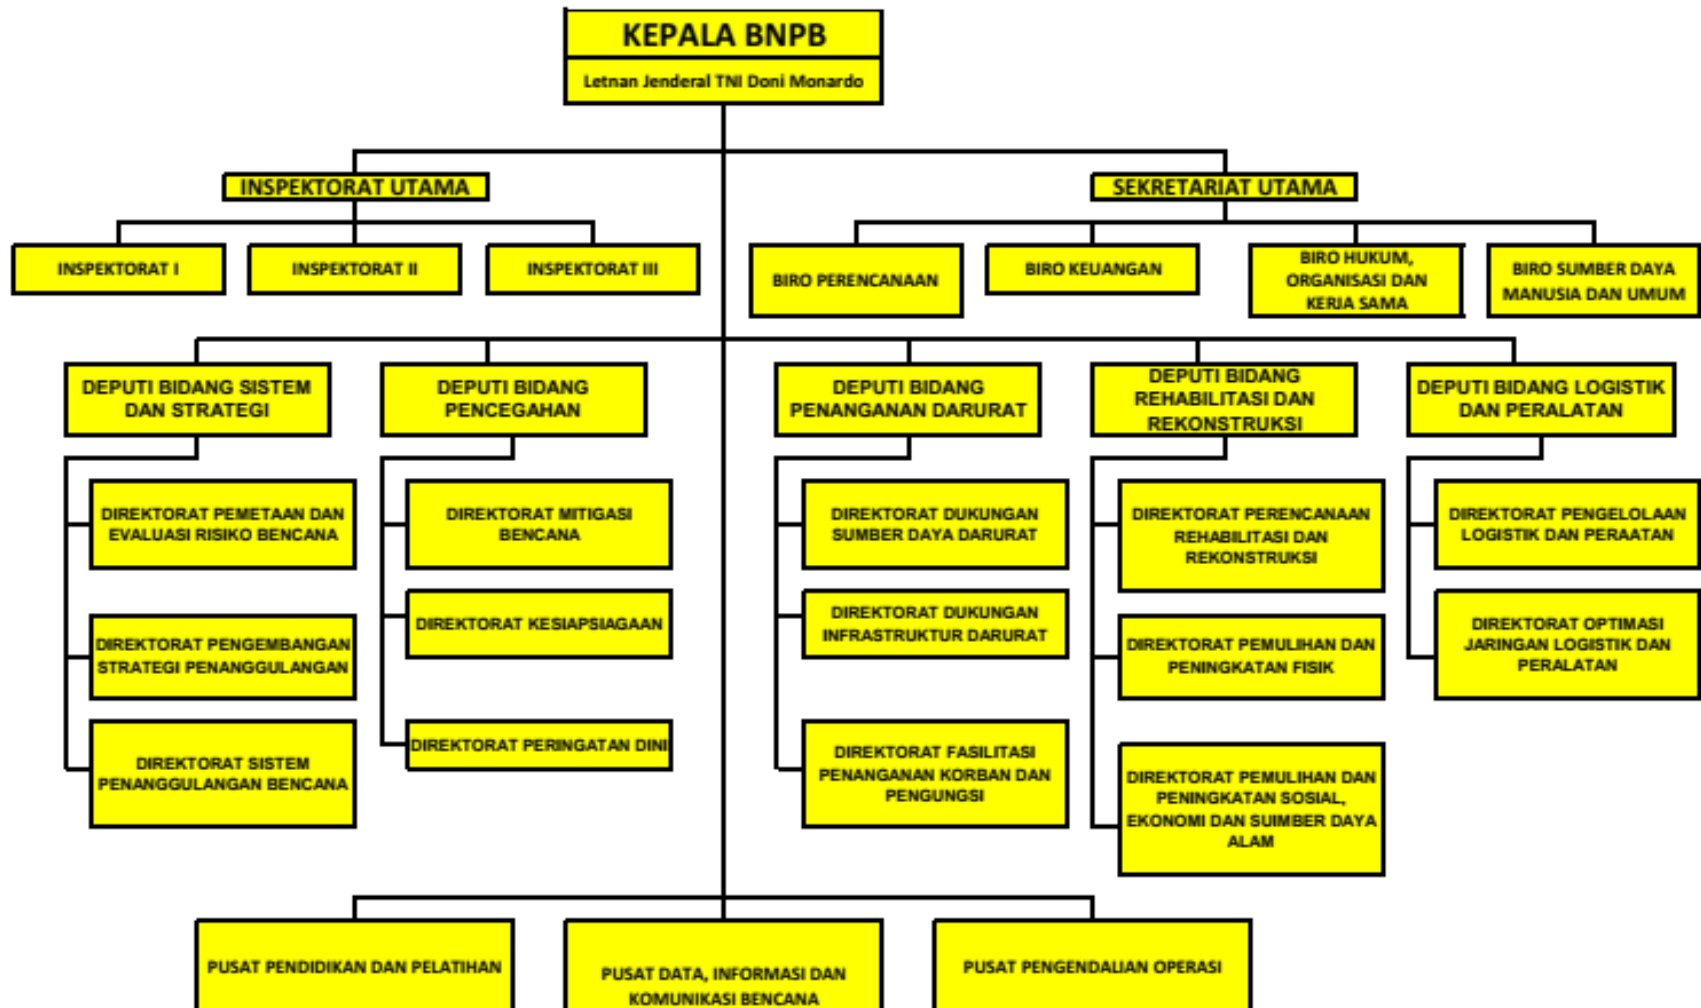 KEPALA BNPB
Letnan Jenderal TNI Doni Monardo
INSPEKTORAT UTAMA
SEKRETARIAT UTAMA
INSPEKTORAT I
INSPEKTORAT II
INSPEKTORAT III
BIRO PERENCANAAN
BIRO KEUANGAN
BIRO HUKUM,
ORGANISASI DAN
KERJA SAMA
BIRO SUMBER DAYA
MANUSIA DAN UMUM
DEPUTI BIDANG SISTEM
DAN STRATEGI
DEPUTI BIDANG
PENCEGAHAN
DEPUTI BIDANG
PENANGANAN DARURAT
DEPUTI BIDANG
REHABILITASI DAN
REKONSTRUKSI
DEPUTI BIDANG LOGISTIK
DAN PERALATAN
DIREKTORAT PEMETAAN DAN
EVALUASI RISIKO BENCANA
DIREKTORAT PENGEMBANGAN
STRATEGI PENANGGULANGAN
DIREKTORAT SISTEM
PENANGGULANGAN BENCANA
DIREKTORAT MITIGASI
BENCANA
DIREKTORAT KESIAPSIAGAAN
DIREKTORAT PERINGATAN DINI
DIREKTORAT DUKUNGAN
SUMBER DAYA DARURAT
DIREKTORAT DUKUNGAN
INFRASTRUKTUR DARURAT
DIREKTORAT FASILITASI
PENANGANAN KORBAN DAN
PENGUNGSI
DIREKTORAT PERENCANAAN
REHABILITASI DAN
REKONSTRUKSI
DIREKTORAT PEMULIHAN DAN
PENINGKATAN FISIK
DIREKTORAT PEMULIHAN DAN
PENINGKATAN SOSIAL,
EKONOMI DAN SUIMBER DAYA
ALAM
DIREKTORAT PENGELOLAAN
LOGISTIK DAN PERAATAN
DIREKTORAT OPTIMASI
JARINGAN LOGISTIK DAN
PERALATAN
PUSAT PENDIDIKAN DAN PELATIHAN
PUSAT DATA, INFORMASI DAN
KOMUNIKASI BENCANA
PUSAT PENGENDALIAN OPERASI